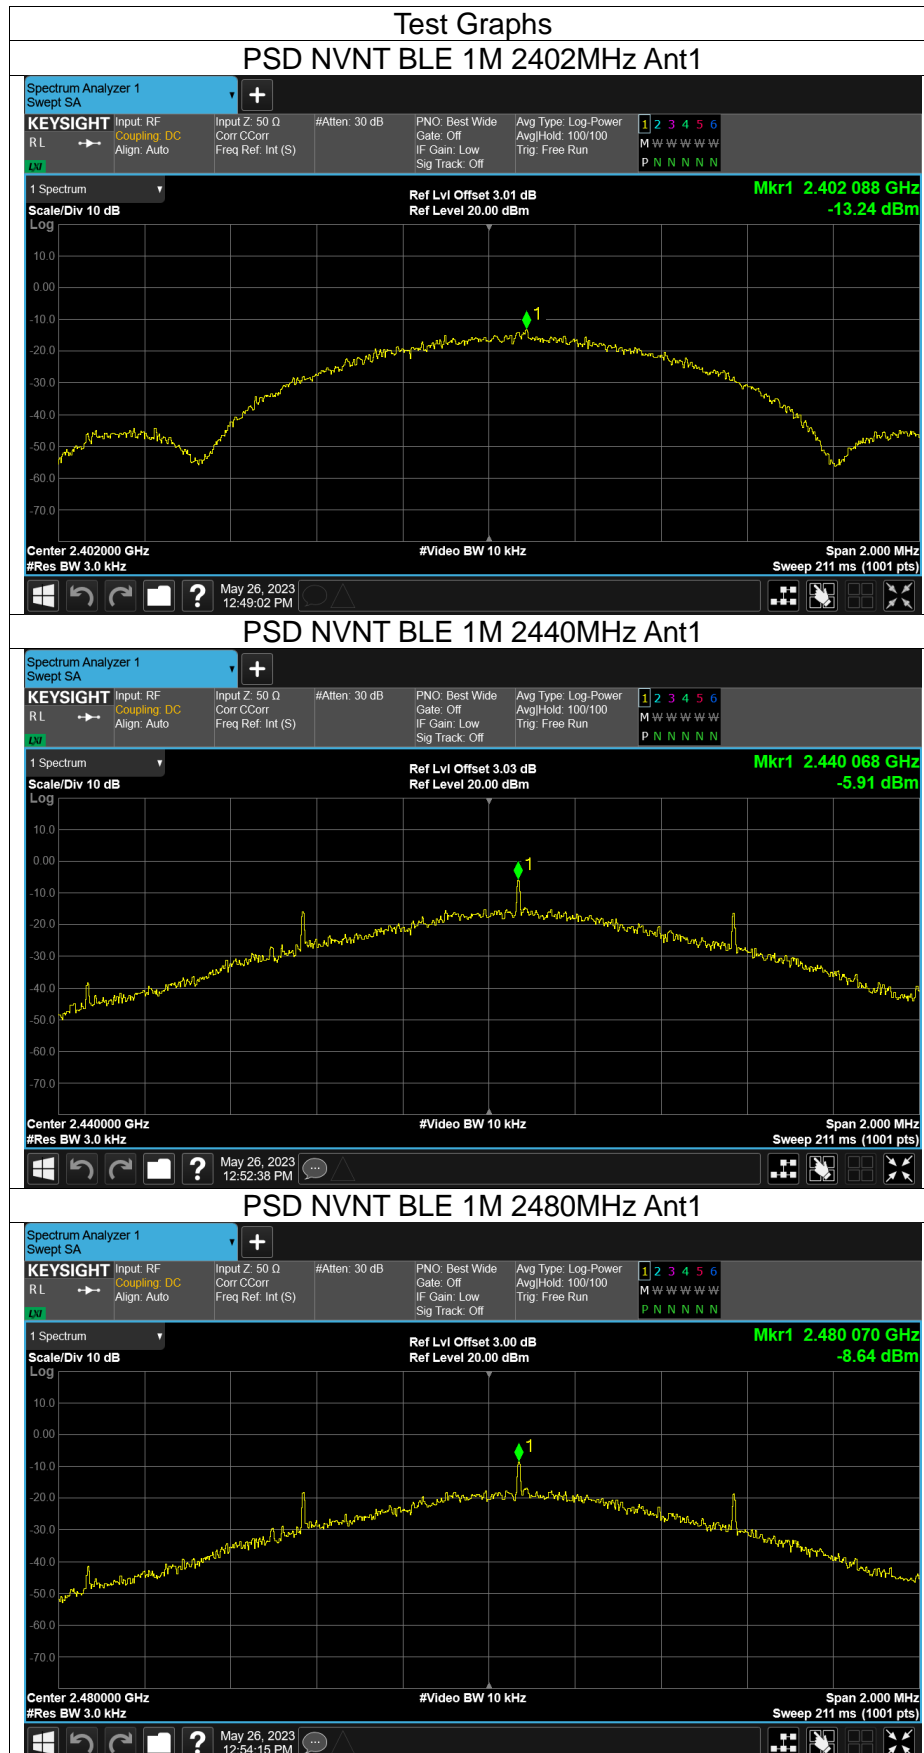 Test Graphs
PSD NVNT BLE 1M 2402MHz Ant1
Spectrum Analyzer 1
Swept SA
KEYSIGHT Input: RF Input Z: 50 Ω #Atten: 30 dB PNO: Best Wide Avg Type: Log-Power 1 2 3 4 5 6
RL Coupling: DC Corr CCorr Gate: Off Avg|Hold: 100/100 M W W W W W
Align: Auto Freq Ref: Int (S) IF Gain: Low Trig: Free Run
LXI Sig Track: Off P N N N N N
1 Spectrum Ref Lvl Offset 3.01 dB Mkr1 2.402 088 GHz
Scale/Div 10 dB Ref Level 20.00 dBm -13.24 dBm
Log
10.0
0.00
1
-10.0
-20.0
-30.0
-40.0
-50.0
-60.0
-70.0
Center 2.402000 GHz #Video BW 10 kHz Span 2.000 MHz
#Res BW 3.0 kHz Sweep 211 ms (1001 pts)
? May 26, 2023
12:49:02 PM
PSD NVNT BLE 1M 2440MHz Ant1
Spectrum Analyzer 1
Swept SA
KEYSIGHT Input: RF Input Z: 50 Ω #Atten: 30 dB PNO: Best Wide Avg Type: Log-Power 1 2 3 4 5 6
RL Coupling: DC Corr CCorr Gate: Off Avg|Hold: 100/100 M W W W W W
Align: Auto Freq Ref: Int (S) IF Gain: Low Trig: Free Run
LXI Sig Track: Off P N N N N N
1 Spectrum Ref Lvl Offset 3.03 dB Mkr1 2.440 068 GHz
Scale/Div 10 dB Ref Level 20.00 dBm -5.91 dBm
Log
10.0
0.00
1
-10.0
-20.0
-30.0
-40.0
-50.0
-60.0
-70.0
Center 2.440000 GHz #Video BW 10 kHz Span 2.000 MHz
#Res BW 3.0 kHz Sweep 211 ms (1001 pts)
? May 26, 2023
12:52:38 PM
PSD NVNT BLE 1M 2480MHz Ant1
Spectrum Analyzer 1
Swept SA
KEYSIGHT Input: RF Input Z: 50 Ω #Atten: 30 dB PNO: Best Wide Avg Type: Log-Power 1 2 3 4 5 6
RL Coupling: DC Corr CCorr Gate: Off Avg|Hold: 100/100 M W W W W W
Align: Auto Freq Ref: Int (S) IF Gain: Low Trig: Free Run
LXI Sig Track: Off P N N N N N
1 Spectrum Ref Lvl Offset 3.00 dB Mkr1 2.480 070 GHz
Scale/Div 10 dB Ref Level 20.00 dBm -8.64 dBm
Log
10.0
0.00
1
-10.0
-20.0
-30.0
-40.0
-50.0
-60.0
-70.0
Center 2.480000 GHz #Video BW 10 kHz Span 2.000 MHz
#Res BW 3.0 kHz Sweep 211 ms (1001 pts)
? May 26, 2023
12:54:15 PM